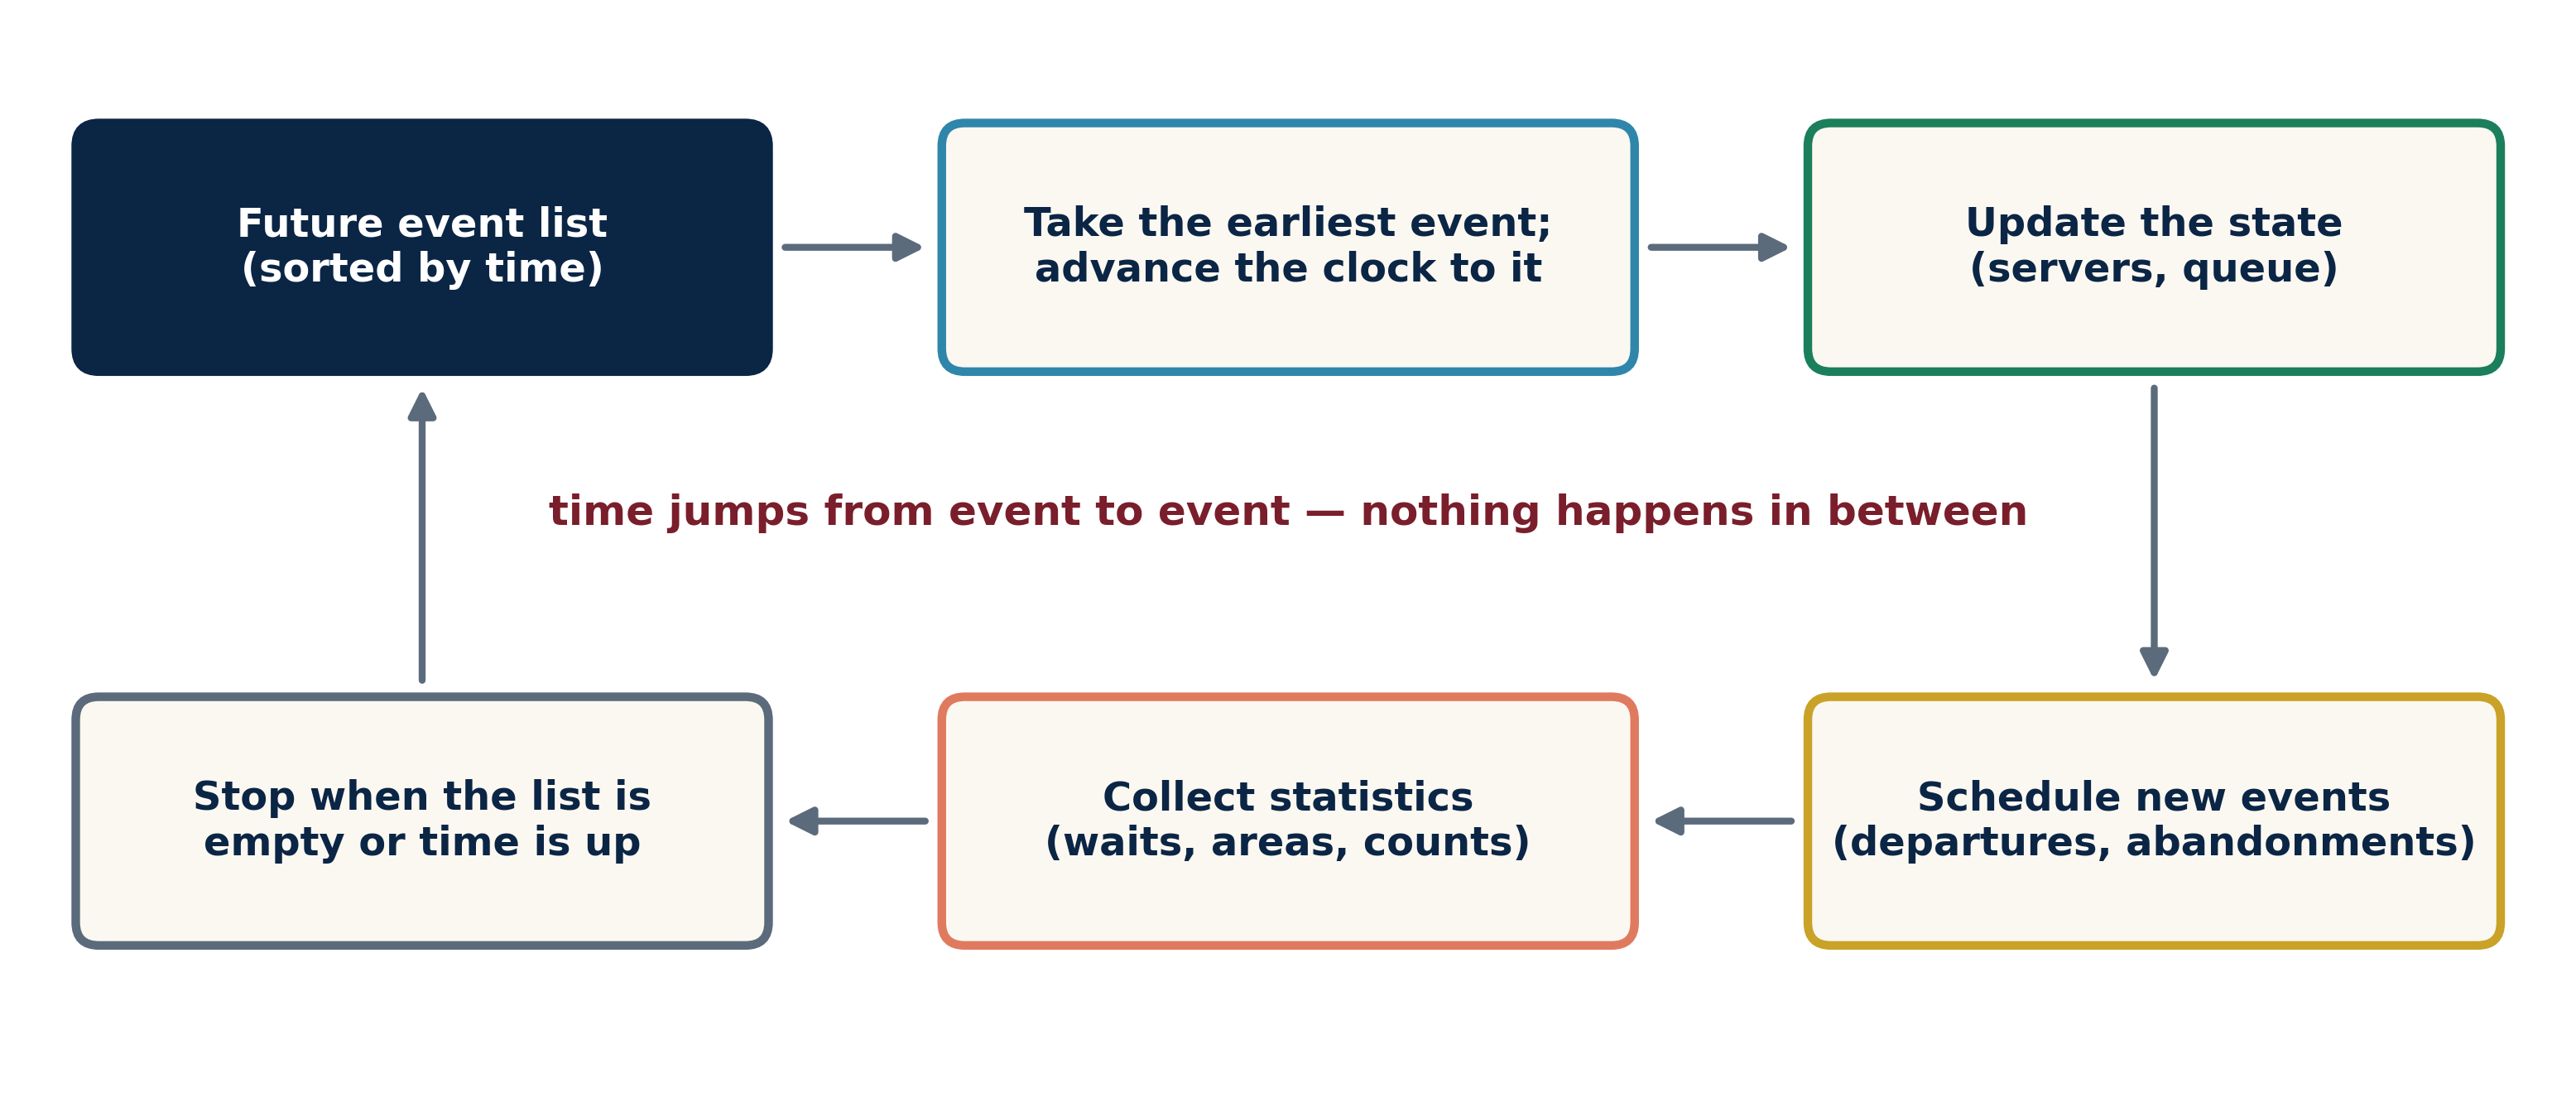 Future event list
(sorted by time)
Take the earliest event;
advance the clock to it
Update the state
(servers, queue)
time jumps from event to event — nothing happens in between
Stop when the list is
empty or time is up
Collect statistics
(waits, areas, counts)
Schedule new events
(departures, abandonments)